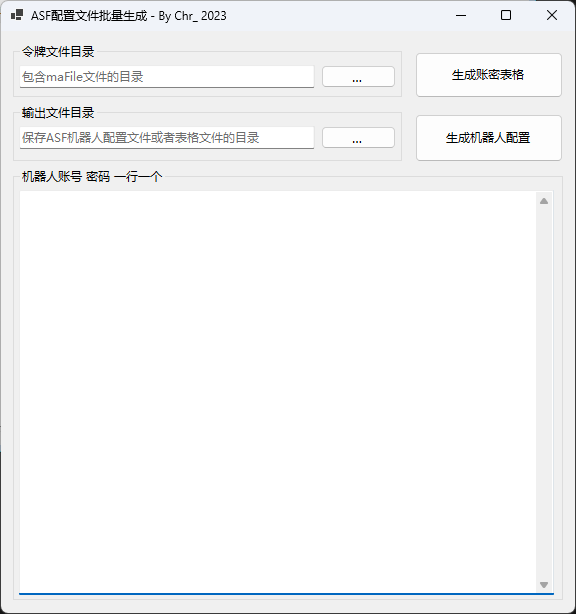 ASF配置文件批量生成 - By Chr_ 2023
令牌文件目录
包含maFile文件的目录
...
生成账密表格
输出文件目录
保存ASF机器人配置文件或者表格文件的目录
...
生成机器人配置
机器人账号 密码 一行一个